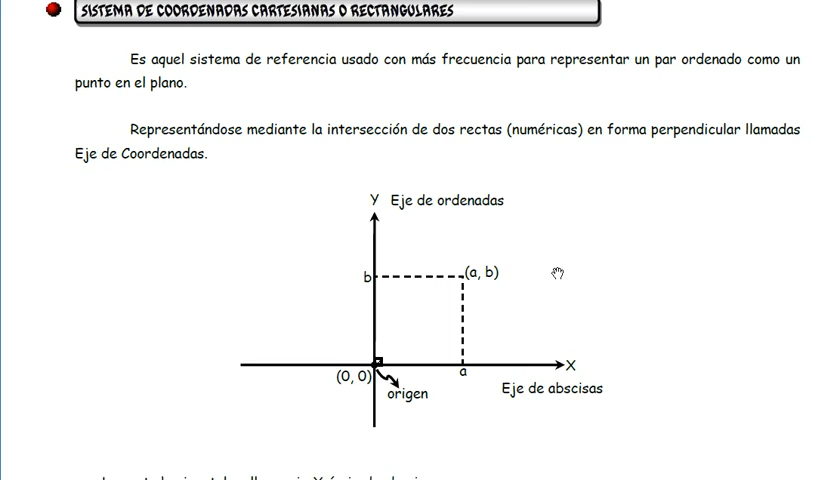 SISTEMA DE COORDENADAS CARTESIANAS O RECTANGULARES
Es aquel sistema de referencia usado con más frecuencia para representar un par ordenado como un
punto en el plano.
Representándose mediante la intersección de dos rectas (numéricas) en forma perpendicular llamadas
Eje de Coordenadas.
Y Eje de ordenadas
b (a, b)
X
(0, 0) a
origen Eje de abscisas